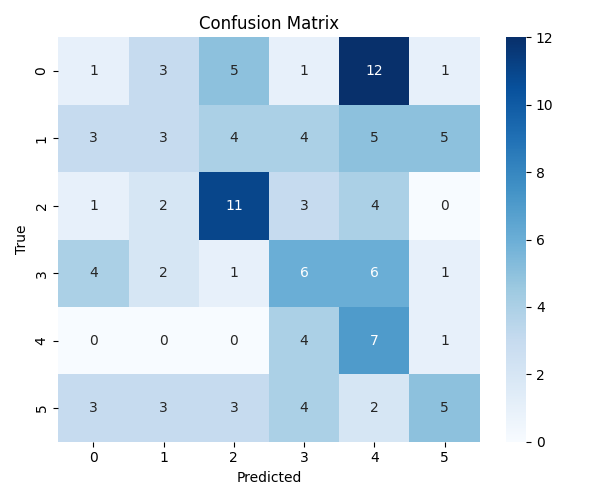 Confusion Matrix
True
0 1 3 5 1 12 1
1 3 3 4 4 5 5
2 1 2 11 3 4 0
3 4 2 1 6 6 1
4 0 0 0 4 7 1
5 3 3 3 4 2 5
0 1 2 3 4 5
Predicted
12
10
8
6
4
2
0